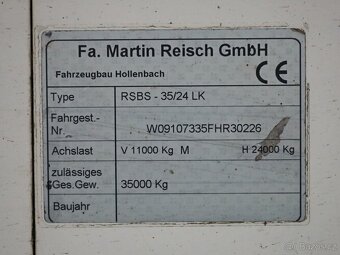 Fa. Martin Reisch GmbH
Fahrzeugbau Hollenbach CE
Type RSBS - 35/24 LK
Fahrgest.-
Nr. W09107335FHR30226
Achslast V 11000 Kg M H 24000 Kg
zulässiges
Ges.Gew. 35000 Kg
Baujahr